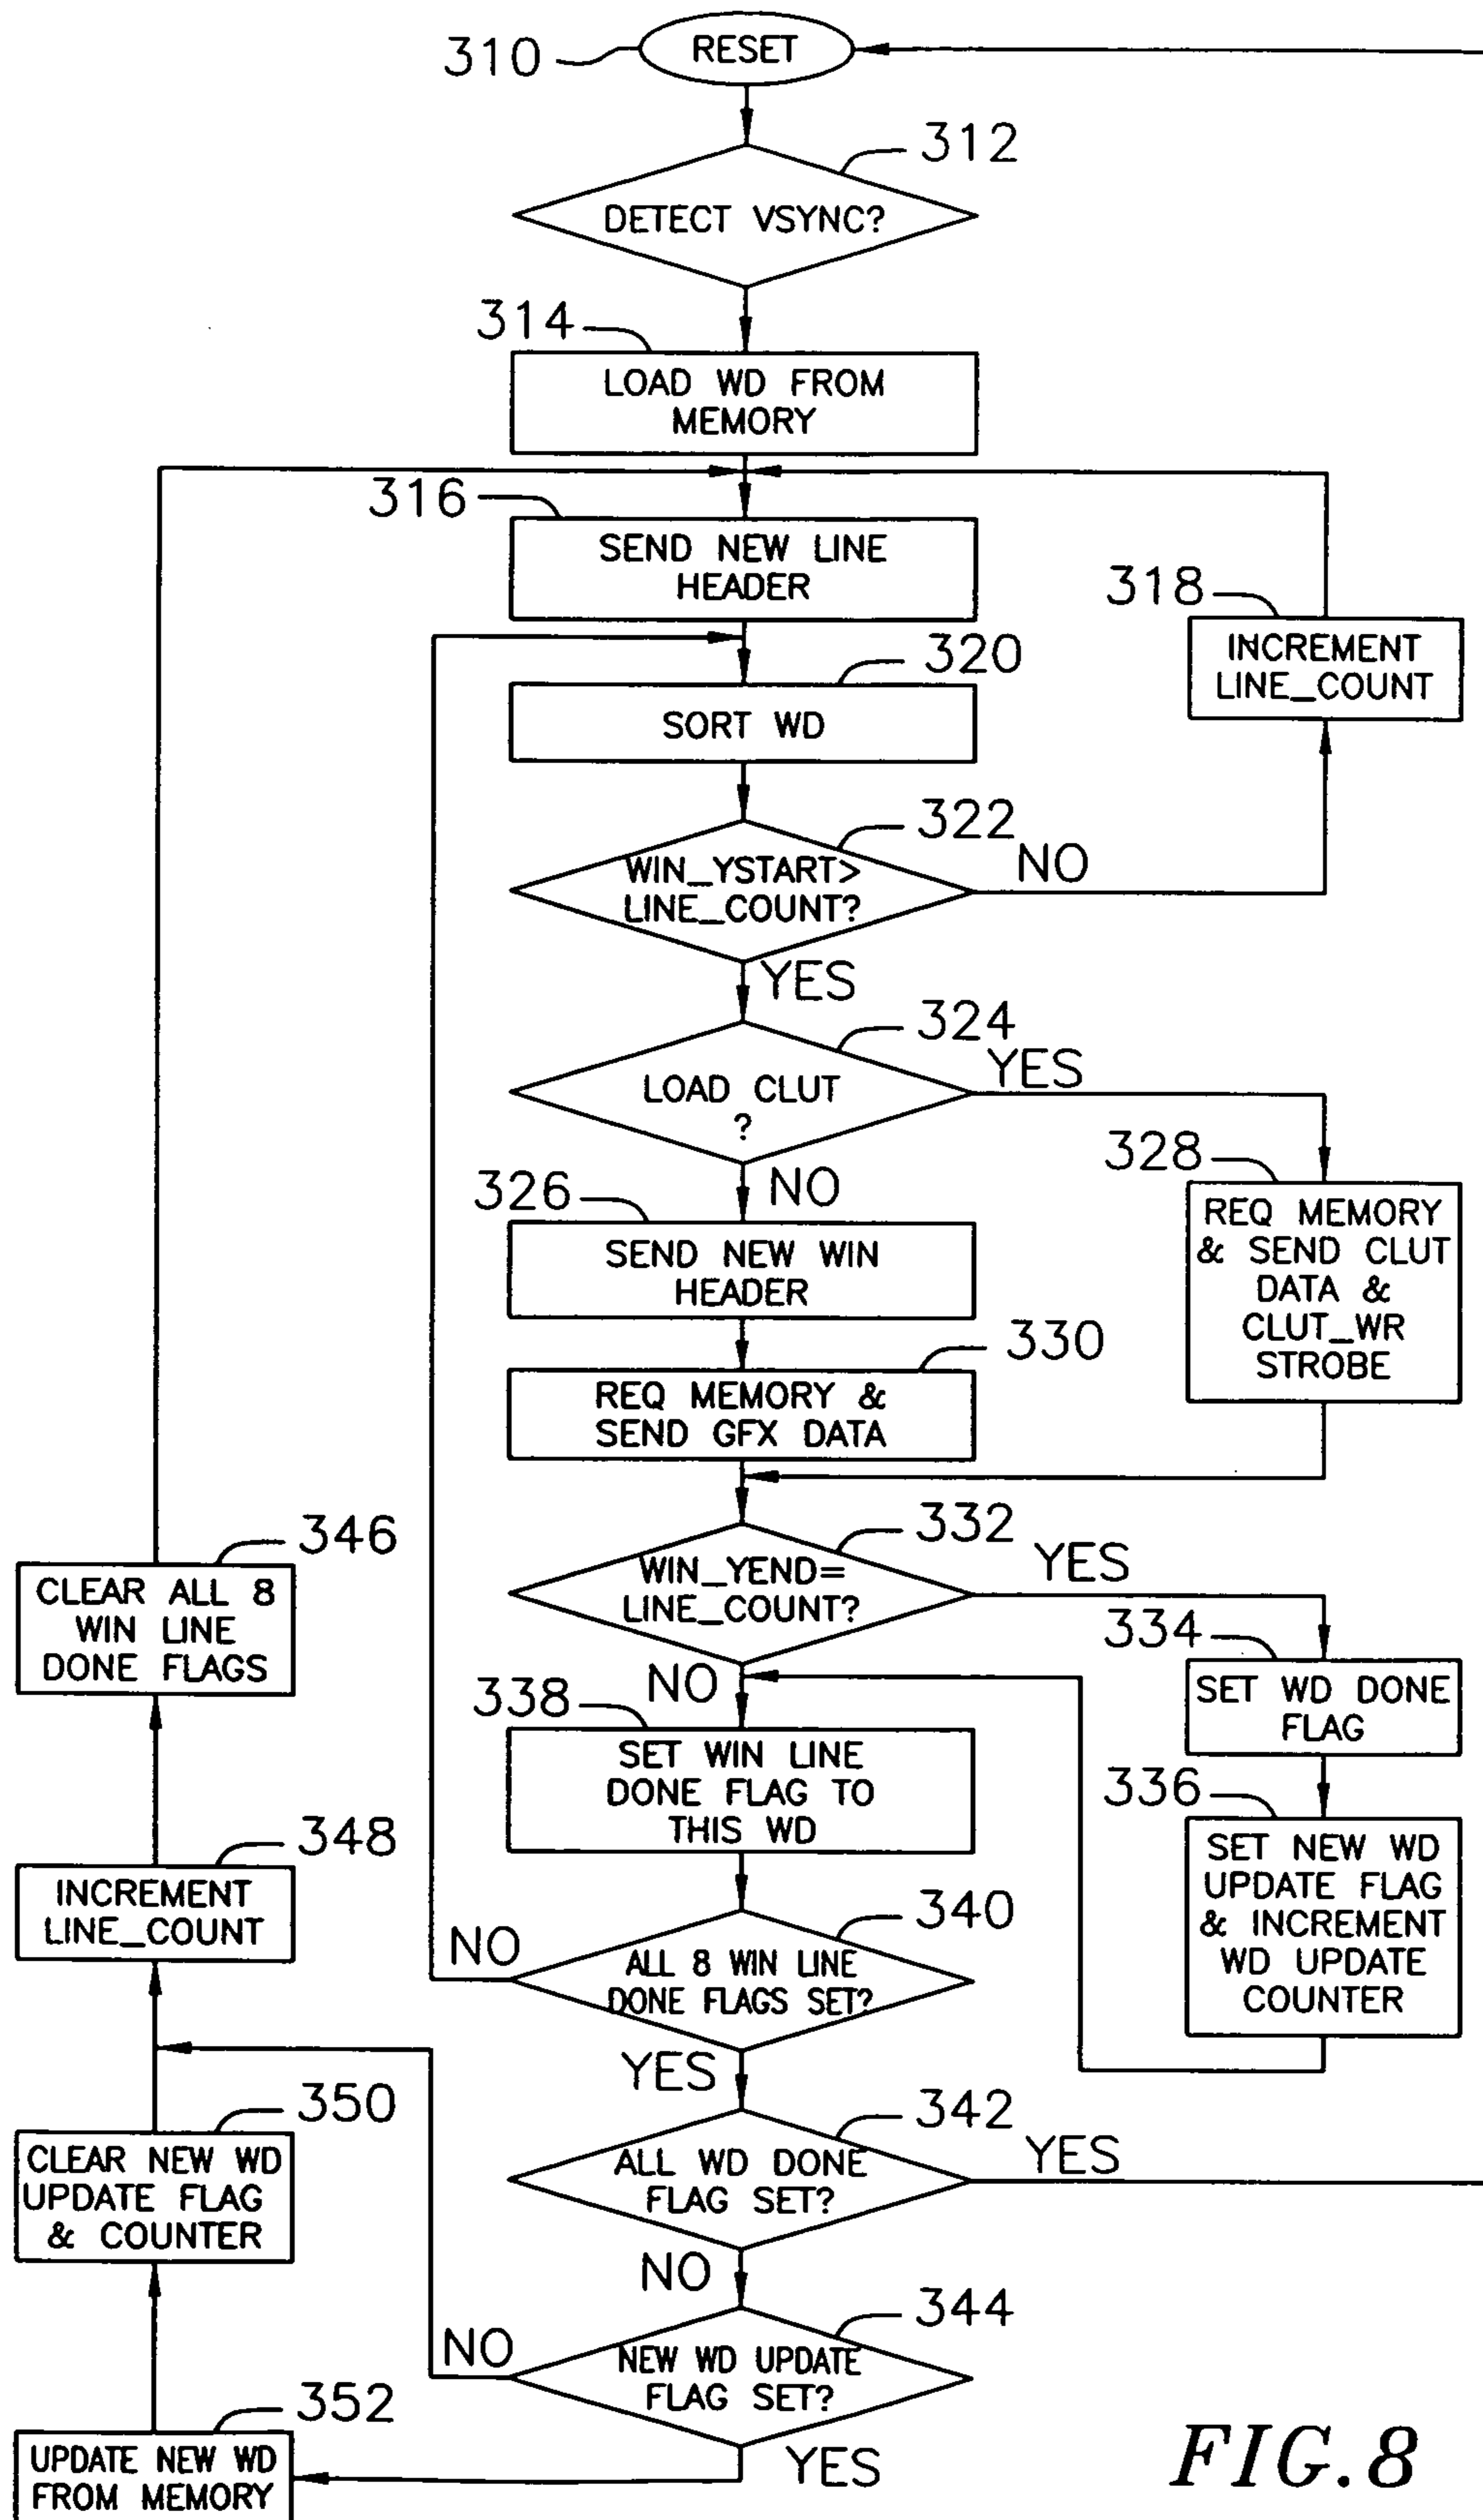 310
RESET
312
DETECT VSYNC?
314
LOAD WD FROM
MEMORY
316
SEND NEW LINE
HEADER
318
INCREMENT
LINE_COUNT
320
SORT WD
322
WIN_YSTART>
LINE_COUNT?
NO
YES
324
LOAD CLUT
?
YES
NO
326
SEND NEW WIN
HEADER
328
REQ MEMORY
& SEND CLUT
DATA &
CLUT_WR
STROBE
330
REQ MEMORY &
SEND GFX DATA
332
WIN_YEND=
LINE_COUNT?
YES
NO
334
SET WD DONE
FLAG
336
SET NEW WD
UPDATE FLAG
& INCREMENT
WD UPDATE
COUNTER
338
SET WIN LINE
DONE FLAG TO
THIS WD
340
ALL 8 WIN LINE
DONE FLAGS SET?
NO
YES
342
ALL WD DONE
FLAG SET?
YES
NO
344
NEW WD UPDATE
FLAG SET?
NO
YES
346
CLEAR ALL 8
WIN LINE
DONE FLAGS
348
INCREMENT
LINE_COUNT
350
CLEAR NEW WD
UPDATE FLAG
& COUNTER
352
UPDATE NEW WD
FROM MEMORY
FIG. 8